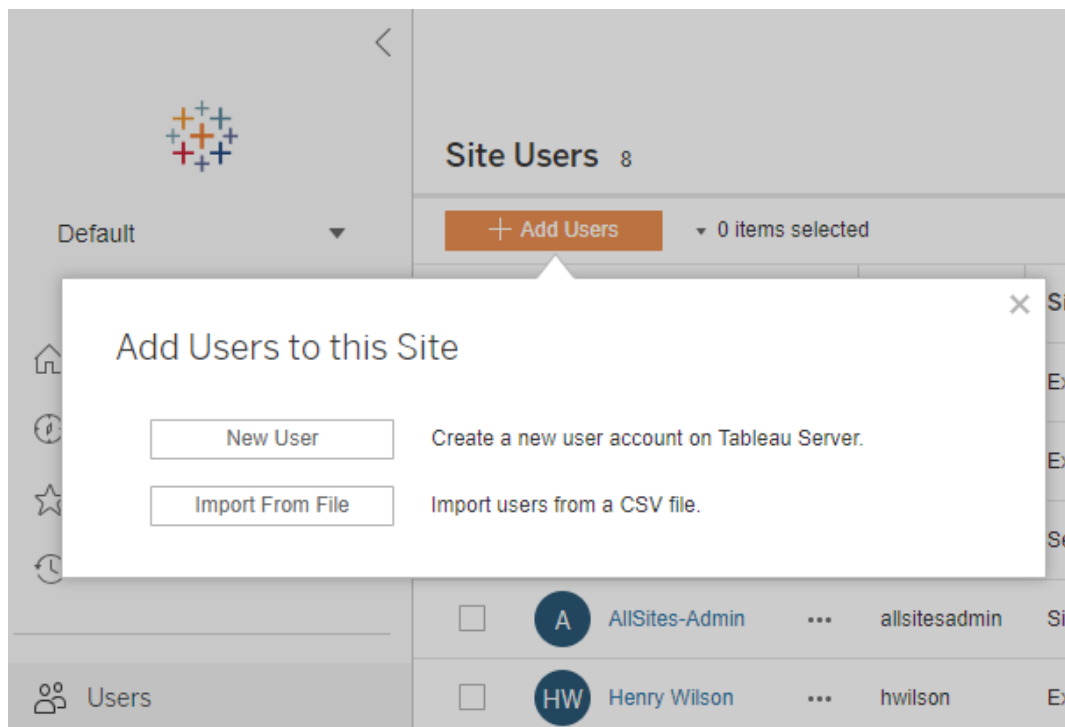 Site Users 8
Default
+ Add Users
0 items selected
Add Users to this Site
New User
Create a new user account on Tableau Server.
Import From File
Import users from a CSV file.
A
AllSites-Admin
allsitesadmin
Users
HW
Henry Wilson
hwilson